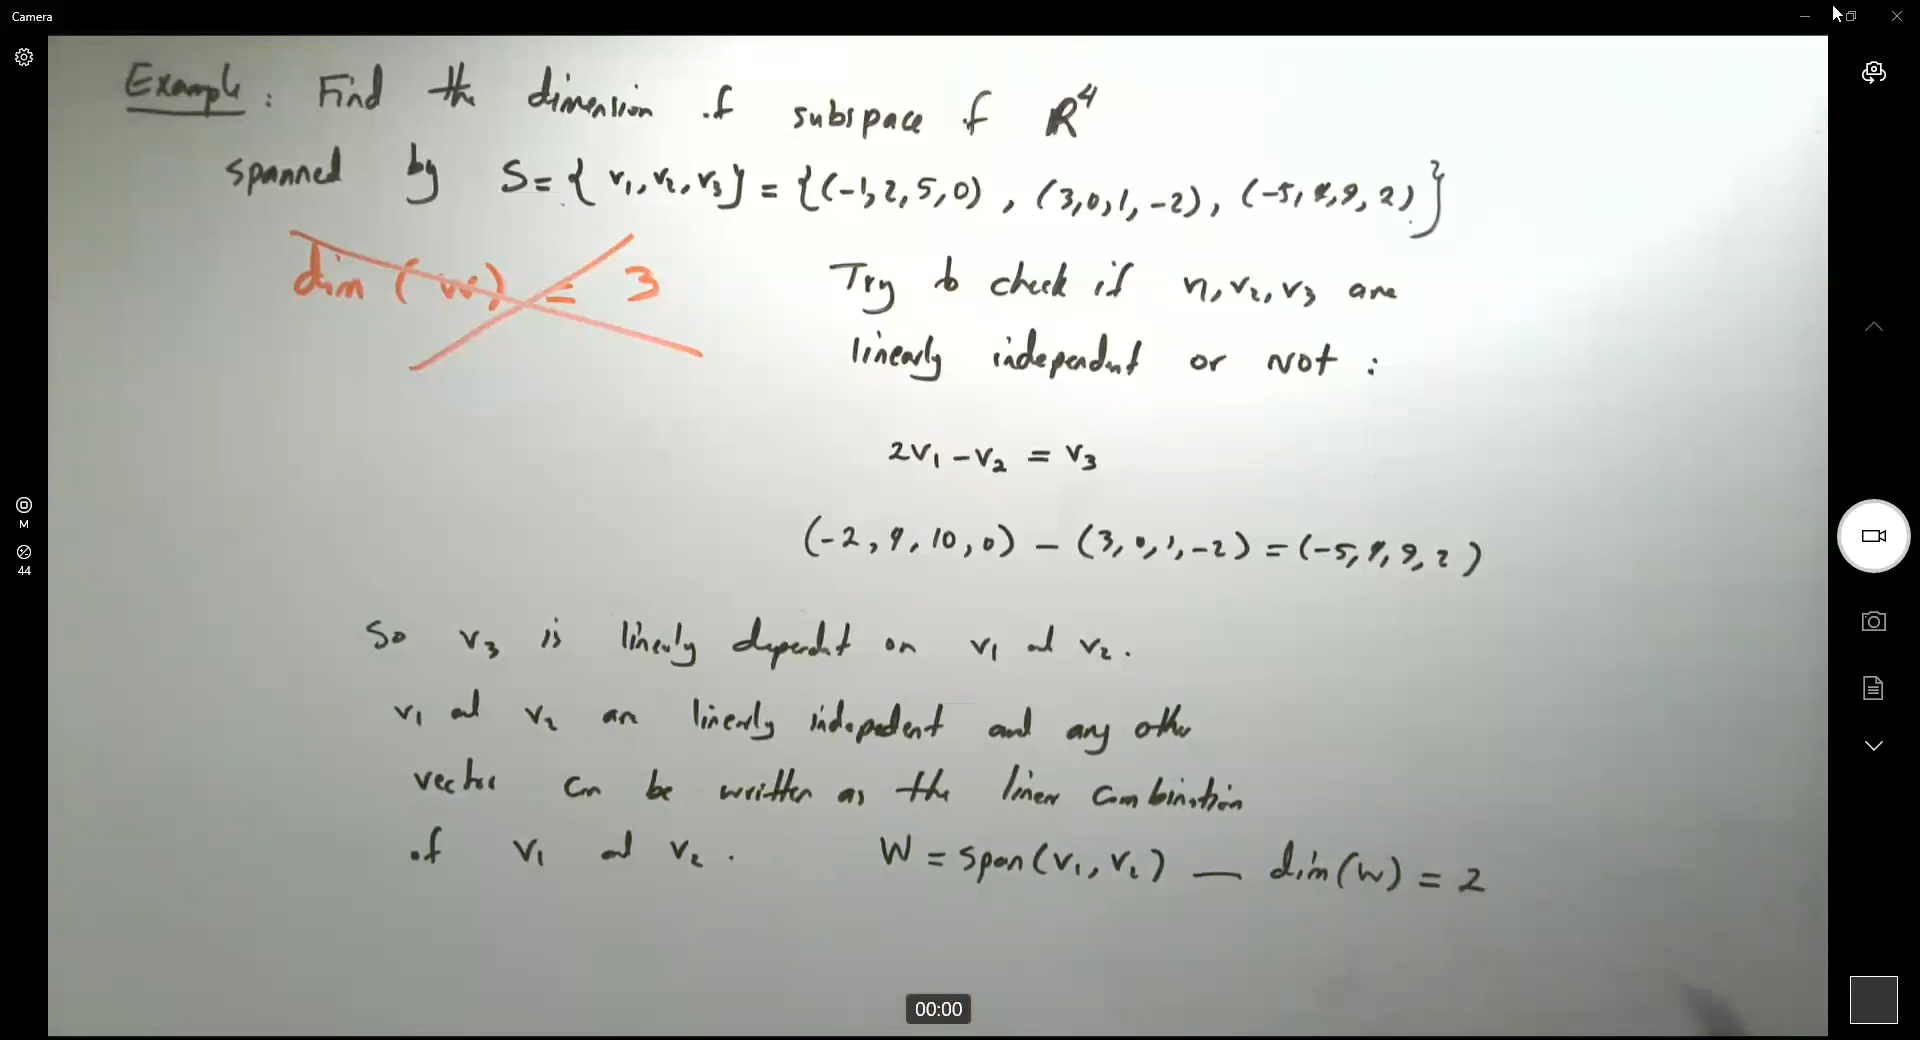 Camera
Example: Find the dimension of subspace of R⁴
spanned by S = { v₁, v₂, v₃ } = { (-1, 2, 5, 0) , (3, 0, 1, -2) , (-5, 4, 9, 2) }
dim (W) = 3
Try to check if v₁, v₂, v₃ are
linearly independent or not :
2v₁ - v₂ = v₃
(-2, 4, 10, 0) - (3, 0, 1, -2) = (-5, 4, 9, 2)
So v₃ is linearly dependent on v₁ and v₂.
v₁ and v₂ are linearly independent and any other
vector can be written as the linear combination
of v₁ and v₂ . W = span(v₁, v₂) — dim(W) = 2
M
44
00:00